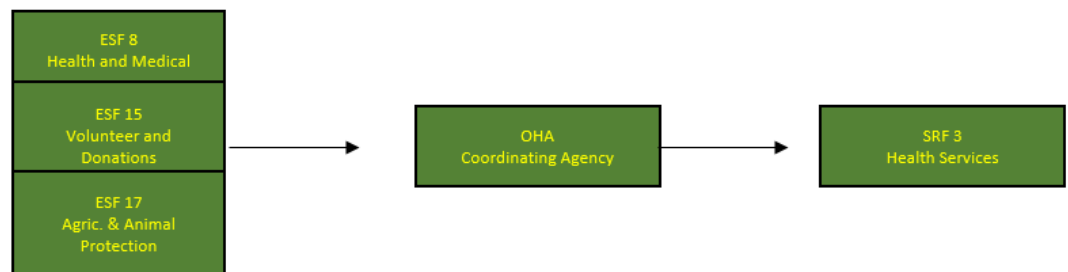 ESF 8
Health and Medical
ESF 15
Volunteer and
Donations
ESF 17
Agric. & Animal
Protection
OHA
Coordinating Agency
SRF 3
Health Services